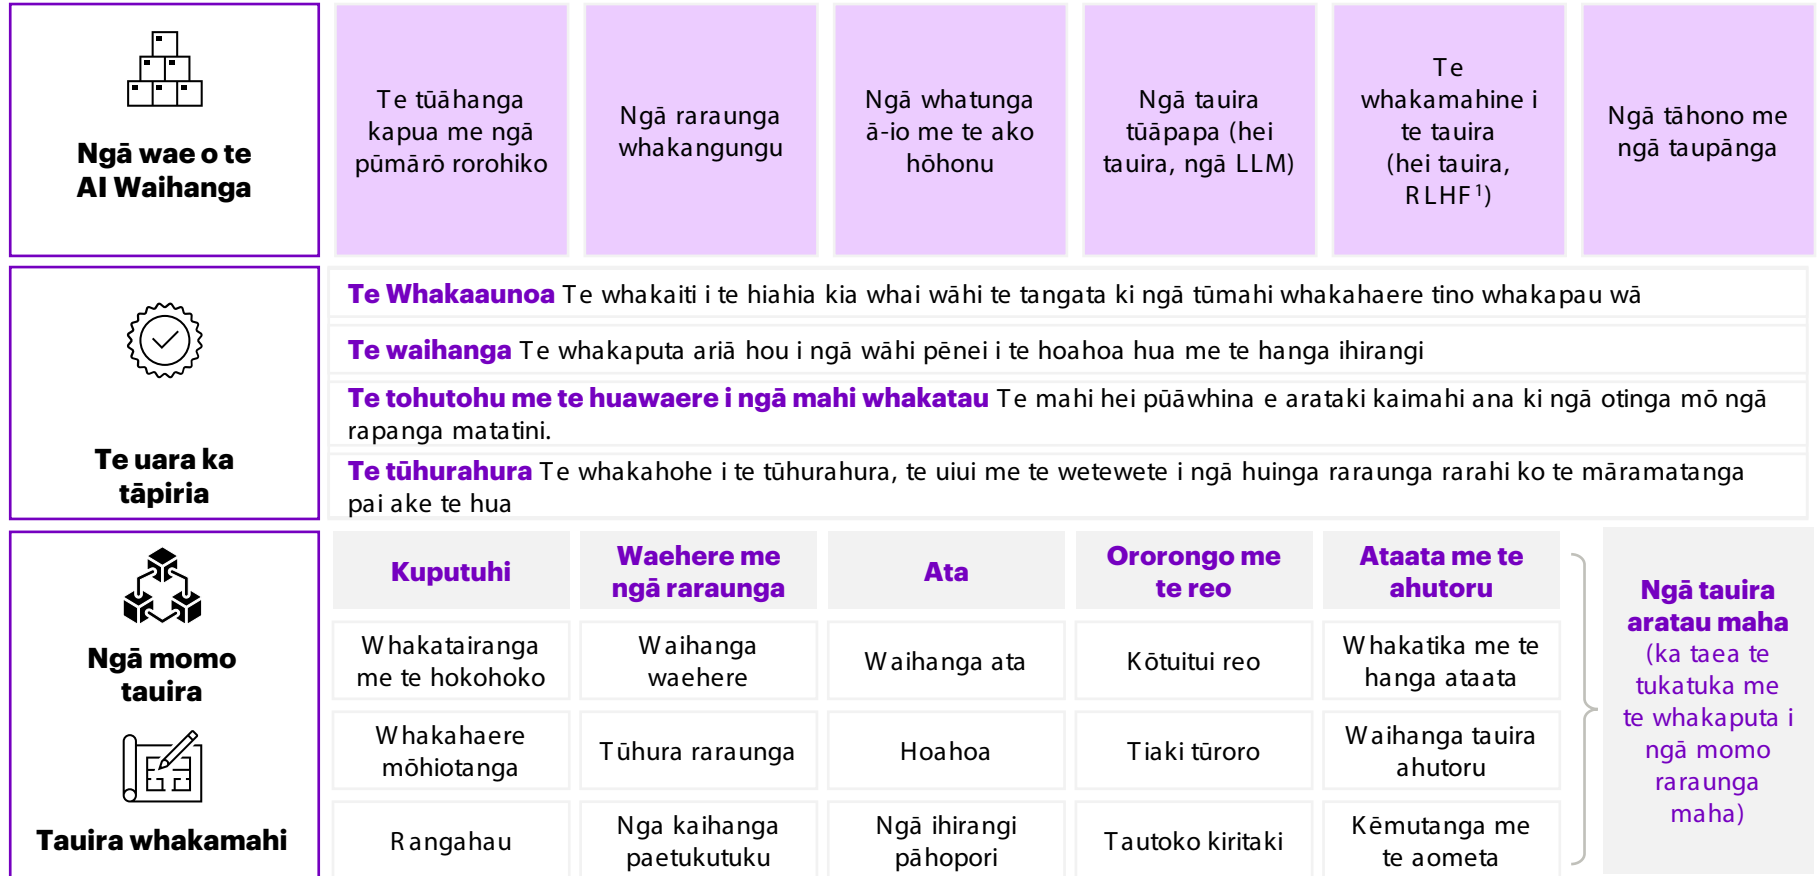 Ngā wae o te
AI Waihanga
Te tūāhanga
kapua me ngā
pūmārō rorohiko
Ngā raraunga
whakangungu
Ngā whatunga
ā-io me te ako
hōhonu
Ngā tauira
tūāpapa (hei
tauira, ngā LLM)
Te
whakamahine i
te tauira
(hei tauira,
RLHF¹)
Ngā tāhono me
ngā taupānga
Te uara ka
tāpiria
Te Whakaaunoa Te whakaiti i te hiahia kia whai wāhi te tangata ki ngā tūmahi whakahaere tino whakapau wā
Te waihanga Te whakaputa ariā hou i ngā wāhi pēnei i te hoahoa hua me te hanga ihirangi
Te tohutohu me te huawaere i ngā mahi whakatau Te mahi hei pūāwhina e arataki kaimahi ana ki ngā otinga mō ngā
rapanga matatini.
Te tūhurahura Te whakahohe i te tūhurahura, te uiui me te wetewete i ngā huinga raraunga rarahi ko te māramatanga
pai ake te hua
Ngā momo
tauira
Tauira whakamahi
Kuputuhi
Waehere me
ngā raraunga
Ata
Ororongo me
te reo
Ataata me te
ahutoru
Whakatairanga
me te hokohoko
Waihanga
waehere
Waihanga ata
Kōtuitui reo
Whakatika me te
hanga ataata
Whakahaere
mōhiotanga
Tūhura raraunga
Hoahoa
Tiaki tūroro
Waihanga tauira
ahutoru
Rangahau
Nga kaihanga
paetukutuku
Ngā ihirangi
pāhopori
Tautoko kiritaki
Kēmutanga me
te aometa
Ngā tauira
aratau maha
(ka taea te
tukatuka me
te whakaputa i
ngā momo
raraunga
maha)